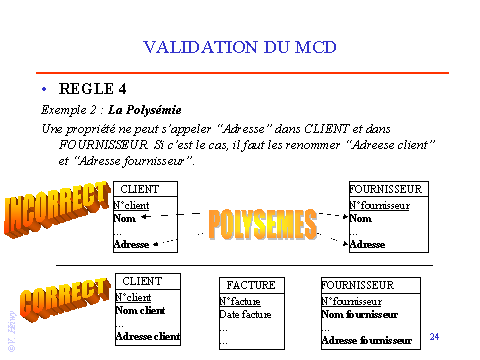 VALIDATION DU MCD
• REGLE 4
Exemple 2 : La Polysémie
Une propriété ne peut s'appeler “Adresse” dans CLIENT et dans
FOURNISSEUR. Si c'est le cas, il faut les renommer “Adreese client”
et “Adresse fournisseur”.
INCORRECT
CLIENT
N°client
Nom
...
Adresse
POLYSEMES
FOURNISSEUR
N°fournisseur
Nom
...
Adresse
CORRECT
CLIENT
N°client
Nom client
...
Adresse client
FACTURE
N°facture
Date facture
...
...
FOURNISSEUR
N°fournisseur
Nom fournisseur
...
Adresse fournisseur
24